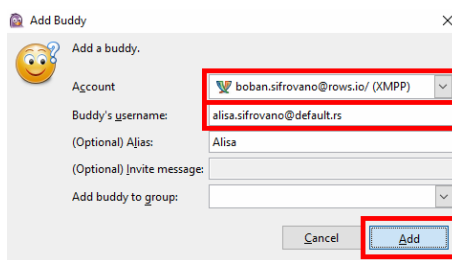 Add Buddy
Add a buddy.
Account boban.sifrovano@rows.io/ (XMPP)
Buddy's username: alisa.sifrovano@default.rs
(Optional) Alias: Alisa
(Optional) Invite message:
Add buddy to group:
Cancel Add